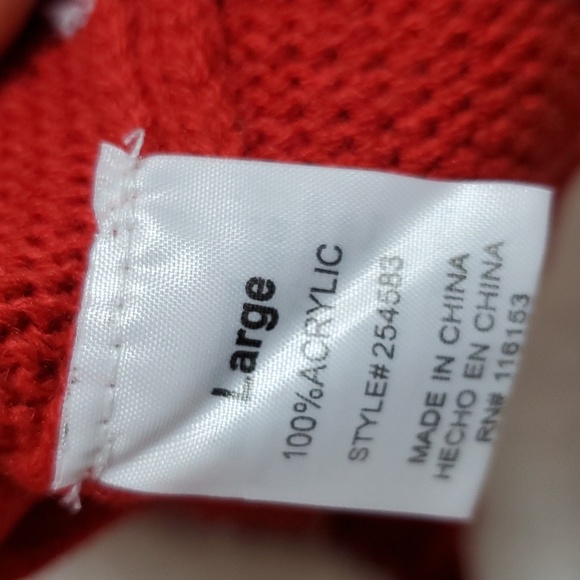 Large
100%ACRYLIC
STYLE#254583
MADE IN CHINA
HECHO EN CHINA
RN# 116153